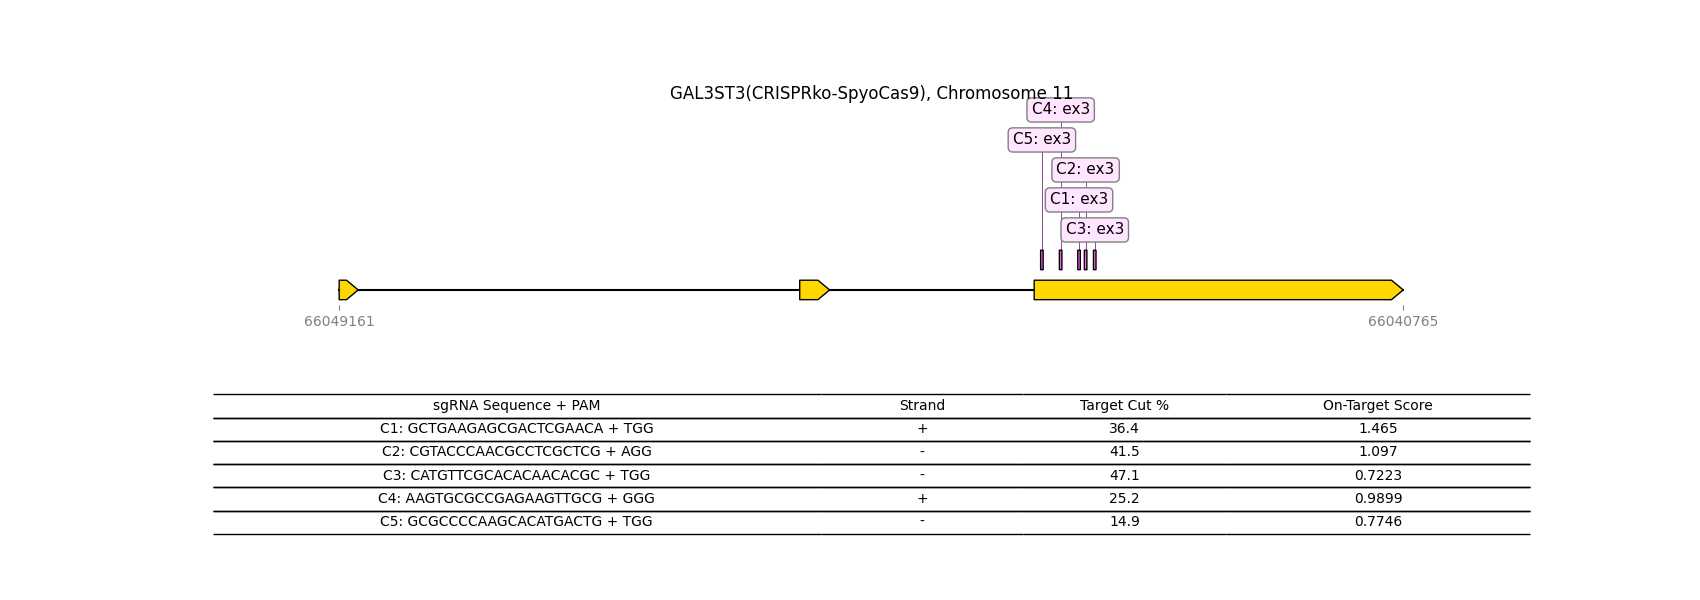 GAL3ST3(CRISPRko-SpyoCas9), Chromosome 11
C4: ex3
C5: ex3
C2: ex3
C1: ex3
C3: ex3
66049161 66040765
sgRNA Sequence + PAM Strand Target Cut % On-Target Score
C1: GCTGAAGAGCGACTCGAACA + TGG + 36.4 1.465
C2: CGTACCCAACGCCTCGCTCG + AGG - 41.5 1.097
C3: CATGTTCGCACACAACACGC + TGG - 47.1 0.7223
C4: AAGTGCGCCGAGAAGTTGCG + GGG + 25.2 0.9899
C5: GCGCCCCAAGCACATGACTG + TGG - 14.9 0.7746